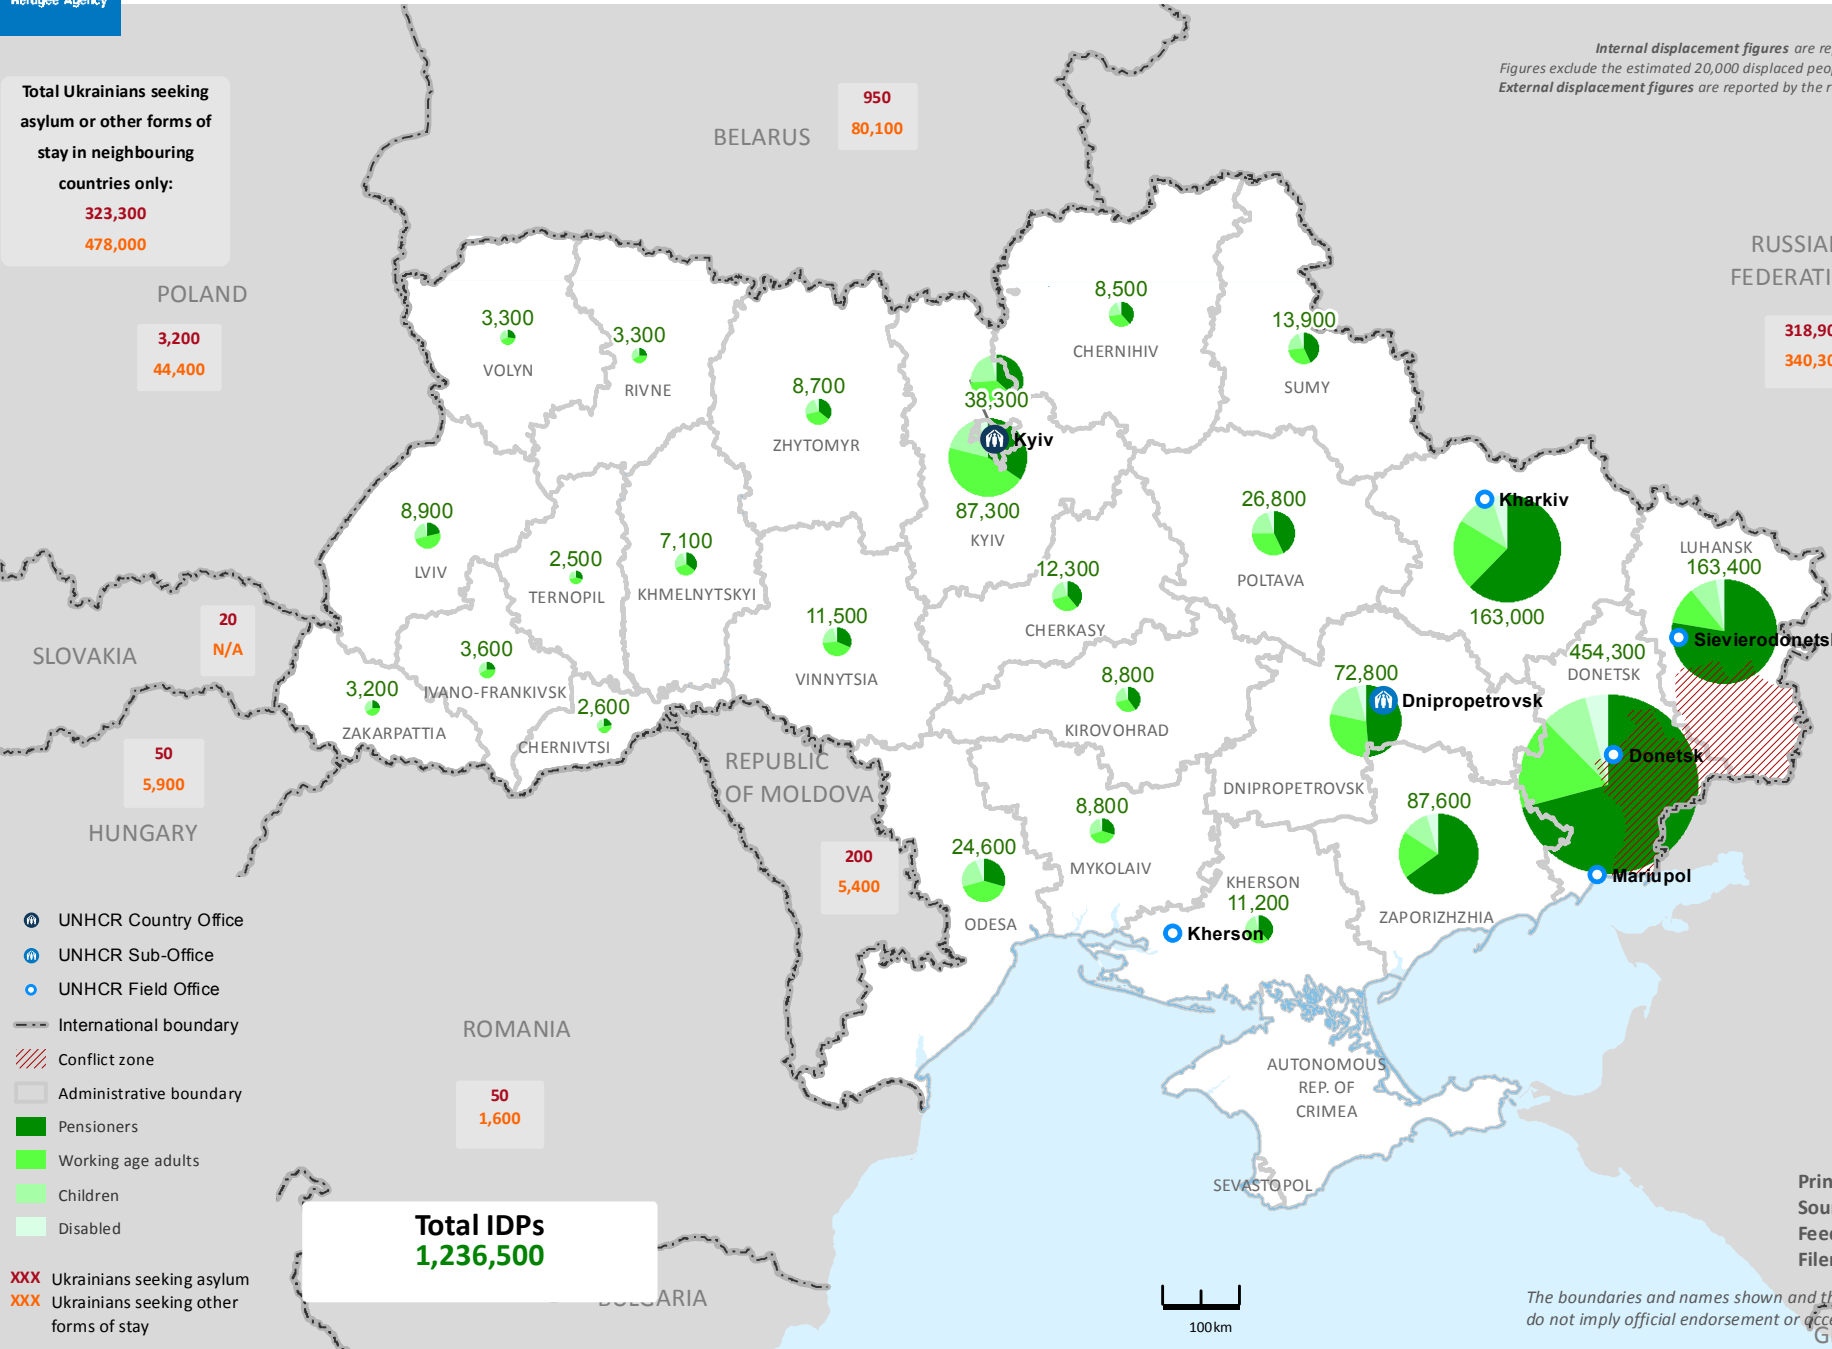 Refugee Agency
Internal displacement figures are
Figures exclude the estimated 20,000 displaced
External displacement figures are reported by the
Total Ukrainians seeking
asylum or other forms of
stay in neighbouring
countries only:
323,300
478,000
BELARUS
950
80,100
POLAND
3,200
44,400
RUSSIAN
FEDERATI
318,90
340,30
3,300
VOLYN
3,300
RIVNE
8,700
ZHYTOMYR
8,500
CHERNIHIV
13,900
SUMY
38,300
Kyiv
87,300
KYIV
8,900
LVIV
2,500
TERNOPIL
7,100
KHMELNYTSKYI
11,500
VINNYTSIA
12,300
CHERKASY
26,800
POLTAVA
Kharkiv
163,000
LUHANSK
163,400
Sievierodonetsk
454,300
DONETSK
Donetsk
Mariupol
SLOVAKIA
20
N/A
3,600
IVANO-FRANKIVSK
3,200
ZAKARPATTIA
2,600
CHERNIVTSI
8,800
KIROVOHRAD
72,800
Dnipropetrovsk
DNIPROPETROVSK
87,600
ZAPORIZHZHIA
50
5,900
HUNGARY
REPUBLIC
OF MOLDOVA
200
5,400
24,600
ODESA
8,800
MYKOLAIV
KHERSON
11,200
Kherson
ROMANIA
50
1,600
AUTONOMOUS
REP. OF
CRIMEA
SEVASTOPOL
UNHCR Country Office
UNHCR Sub-Office
UNHCR Field Office
International boundary
Conflict zone
Administrative boundary
Pensioners
Working age adults
Children
Disabled
XXX Ukrainians seeking asylum
XXX Ukrainians seeking other
forms of stay
Total IDPs
1,236,500
BULGARIA
100km
Prin
Sou
Feed
Filen
The boundaries and names shown and th
do not imply official endorsement or acce
G